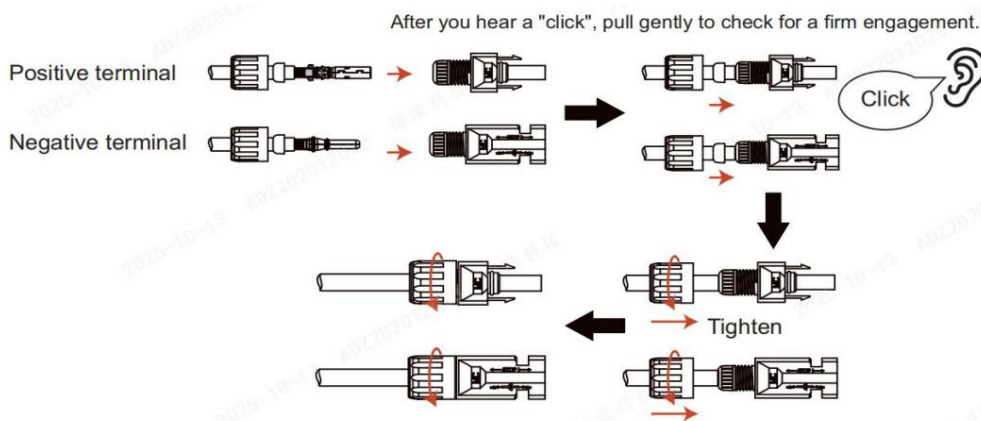 After you hear a "click", pull gently to check for a firm engagement.
Positive terminal
Click
Negative terminal
Tighten